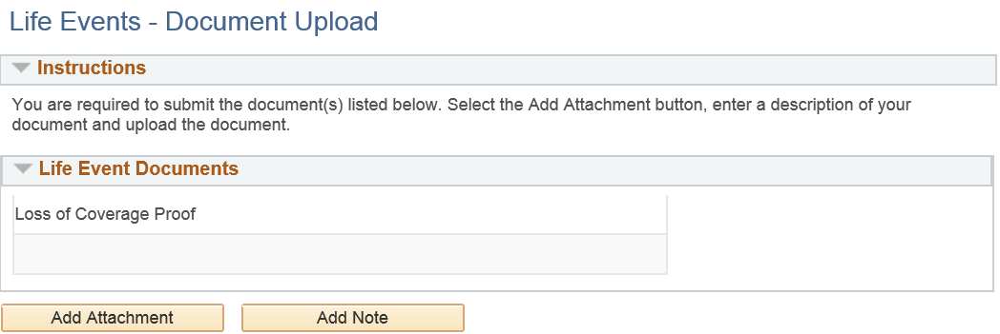 Life Events - Document Upload
Instructions
You are required to submit the document(s) listed below. Select the Add Attachment button, enter a description of your
document and upload the document.
Life Event Documents
Loss of Coverage Proof
Add Attachment
Add Note